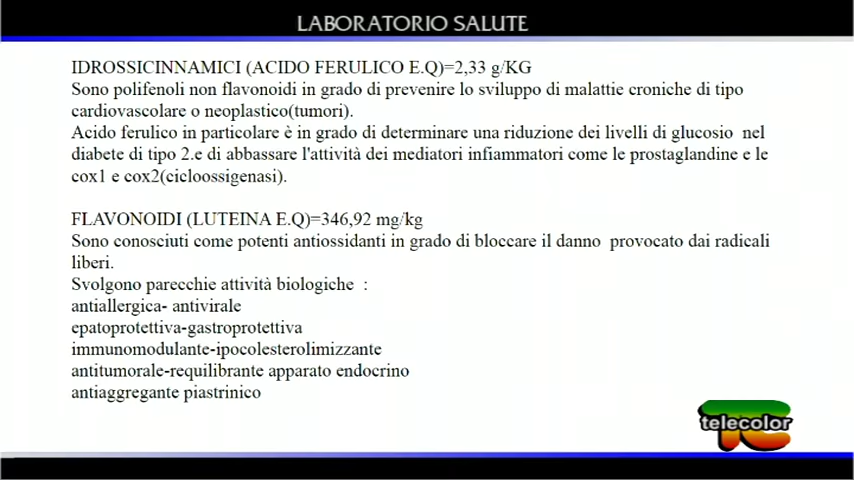 LABORATORIO SALUTE
IDROSSICINNAMICI (ACIDO FERULICO E.Q)=2,33 g/KG
Sono polifenoli non flavonoidi in grado di prevenire lo sviluppo di malattie croniche di tipo
cardiovascolare o neoplastico(tumori).
Acido ferulico in particolare è in grado di determinare una riduzione dei livelli di glucosio  nel
diabete di tipo 2.e di abbassare l'attività dei mediatori infiammatori come le prostaglandine e le
cox1 e cox2(cicloossigenasi).
FLAVONOIDI (LUTEINA E.Q)=346,92 mg/kg
Sono conosciuti come potenti antiossidanti in grado di bloccare il danno  provocato dai radicali
liberi.
Svolgono parecchie attività biologiche  :
antiallergica- antivirale
epatoprotettiva-gastroprotettiva
immunomodulante-ipocolesterolimizzante
antitumorale-requilibrante apparato endocrino
antiaggregante piastrinico
telecolor